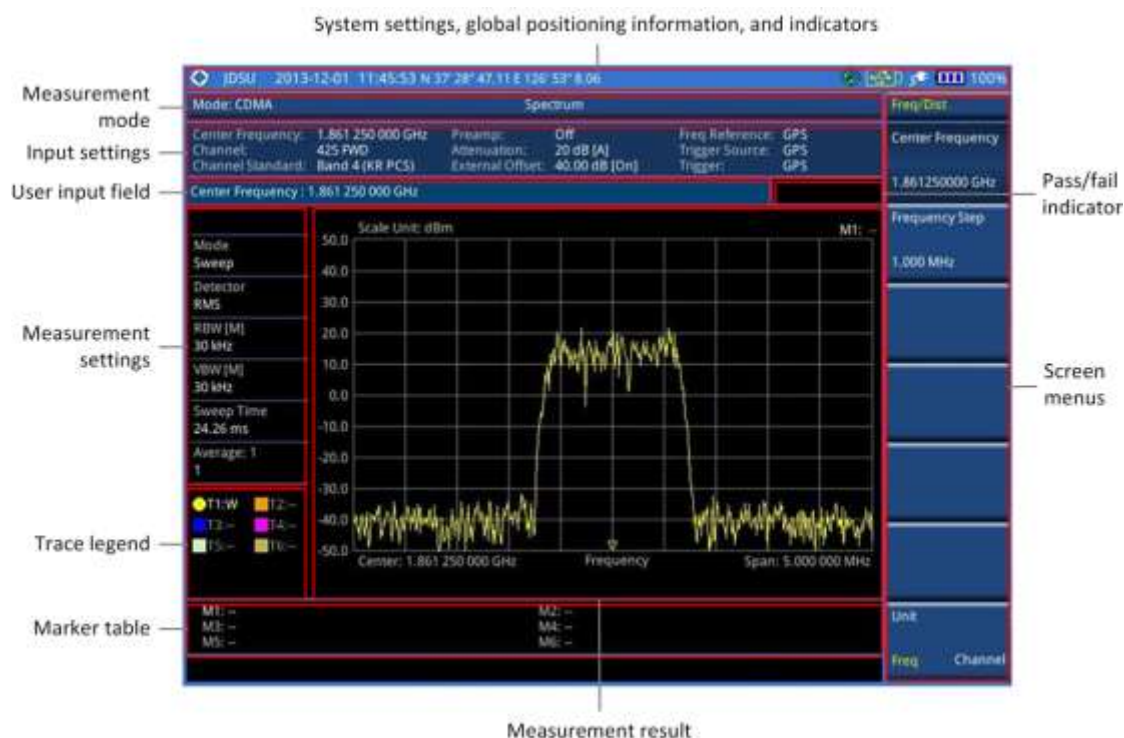 System settings, global positioning information, and indicators
JDSU 2013-12-01 11:45:53 N 37° 28" 47.11 E 126° 53" 8.06 100%
Measurement
mode
Mode: CDMA Spectrum
Freq/Dist
Input settings
Center Frequency: 1.861 250 000 GHz Preamp: Off Freq Reference: GPS
Channel: 425 FWD Attenuation: 20 dB [A] Trigger Source: GPS
Channel Standard: Band 4 (KR PCS) External Offset: 40.00 dB [On] Trigger: GPS
Center Frequency
1.861250000 GHz
User input field
Center Frequency : 1.861 250 000 GHz
Pass/fail
indicator
Frequency Step
1.000 MHz
Measurement
settings
Mode
Sweep
Detector
RMS
RBW [M]
30 kHz
VBW [M]
30 kHz
Sweep Time
24.26 ms
Average: 1
1
Scale Unit: dBm M1: --
50.0
40.0
30.0
20.0
10.0
0.0
-30.0
-40.0
-50.0
Center: 1.861 250 000 GHz Frequency Span: 5.000 000 MHz
Screen
menus
Trace legend
T1:W T2:--
T3:-- T4:--
T5:-- T6:--
Marker table
M1: -- M2: --
M3: -- M4: --
M5: -- M6: --
Unit
Freq Channel
Measurement result